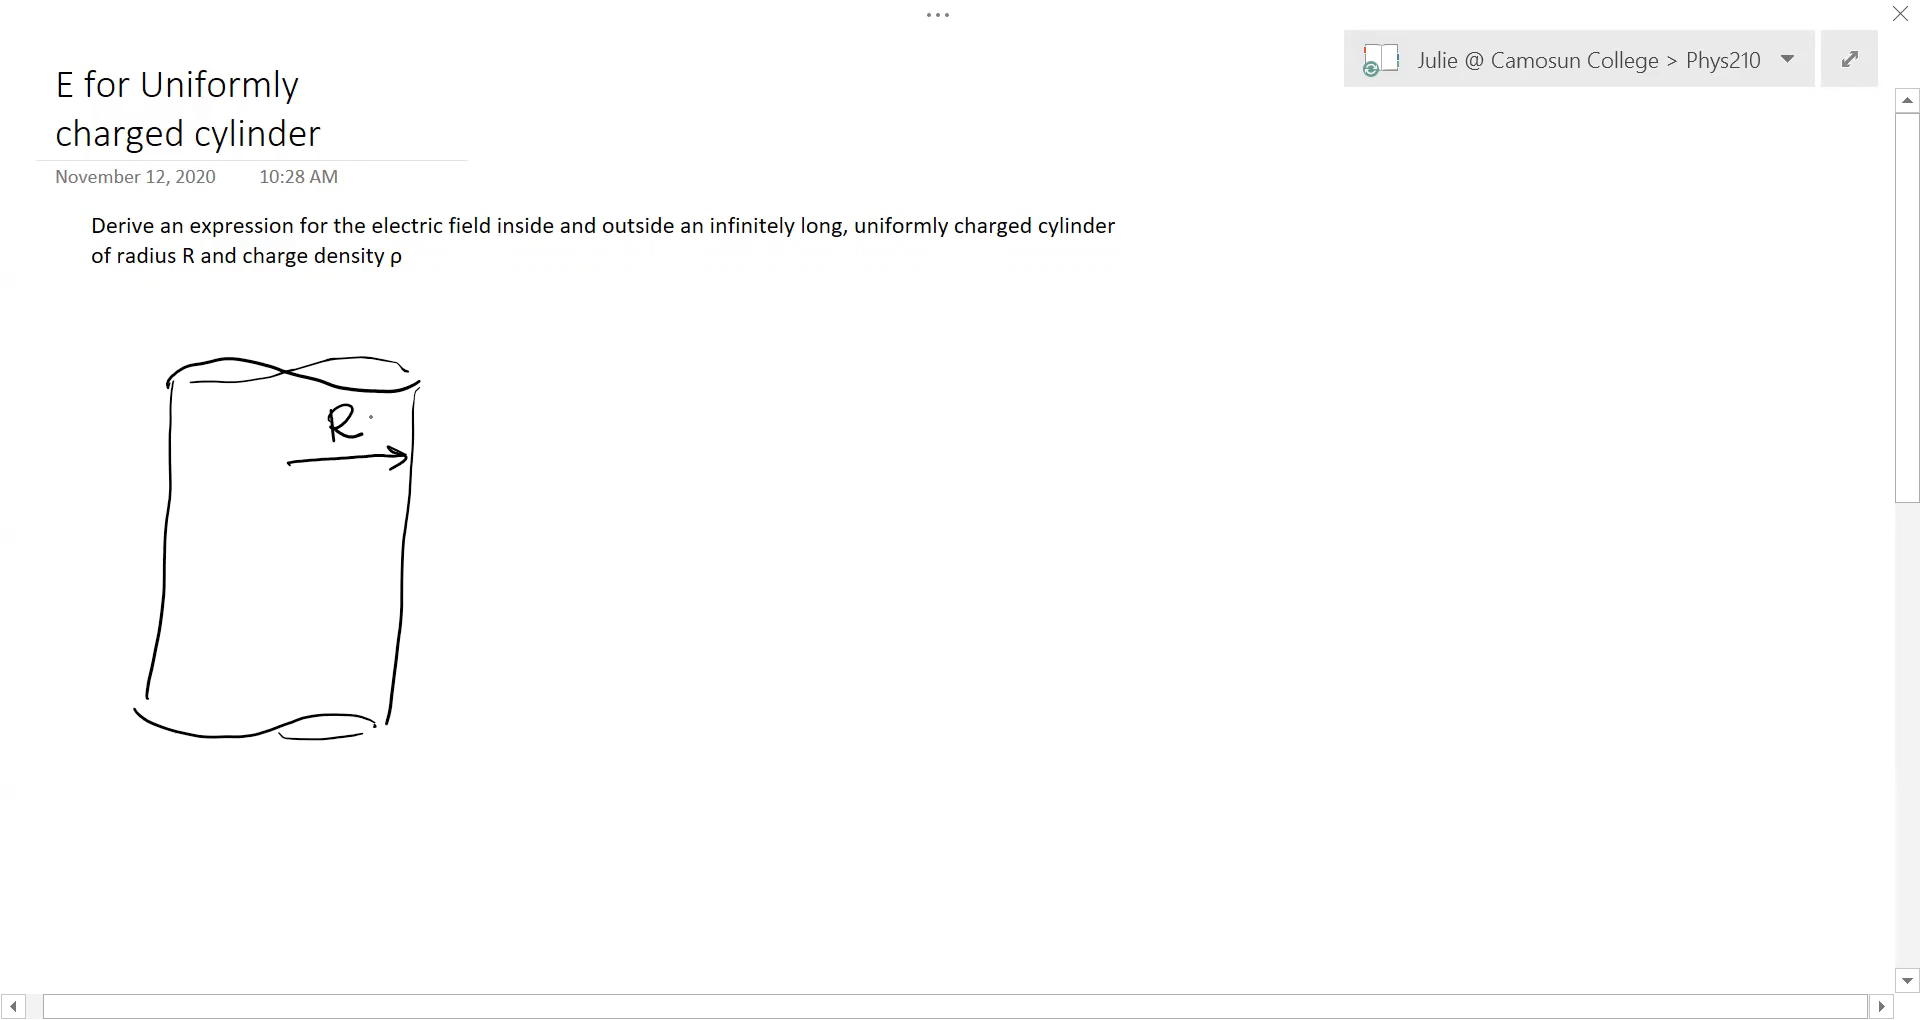 Julie @ Camosun College > Phys210
E for Uniformly
charged cylinder
November 12, 2020 10:28 AM
Derive an expression for the electric field inside and outside an infinitely long, uniformly charged cylinder
of radius R and charge density ρ
R